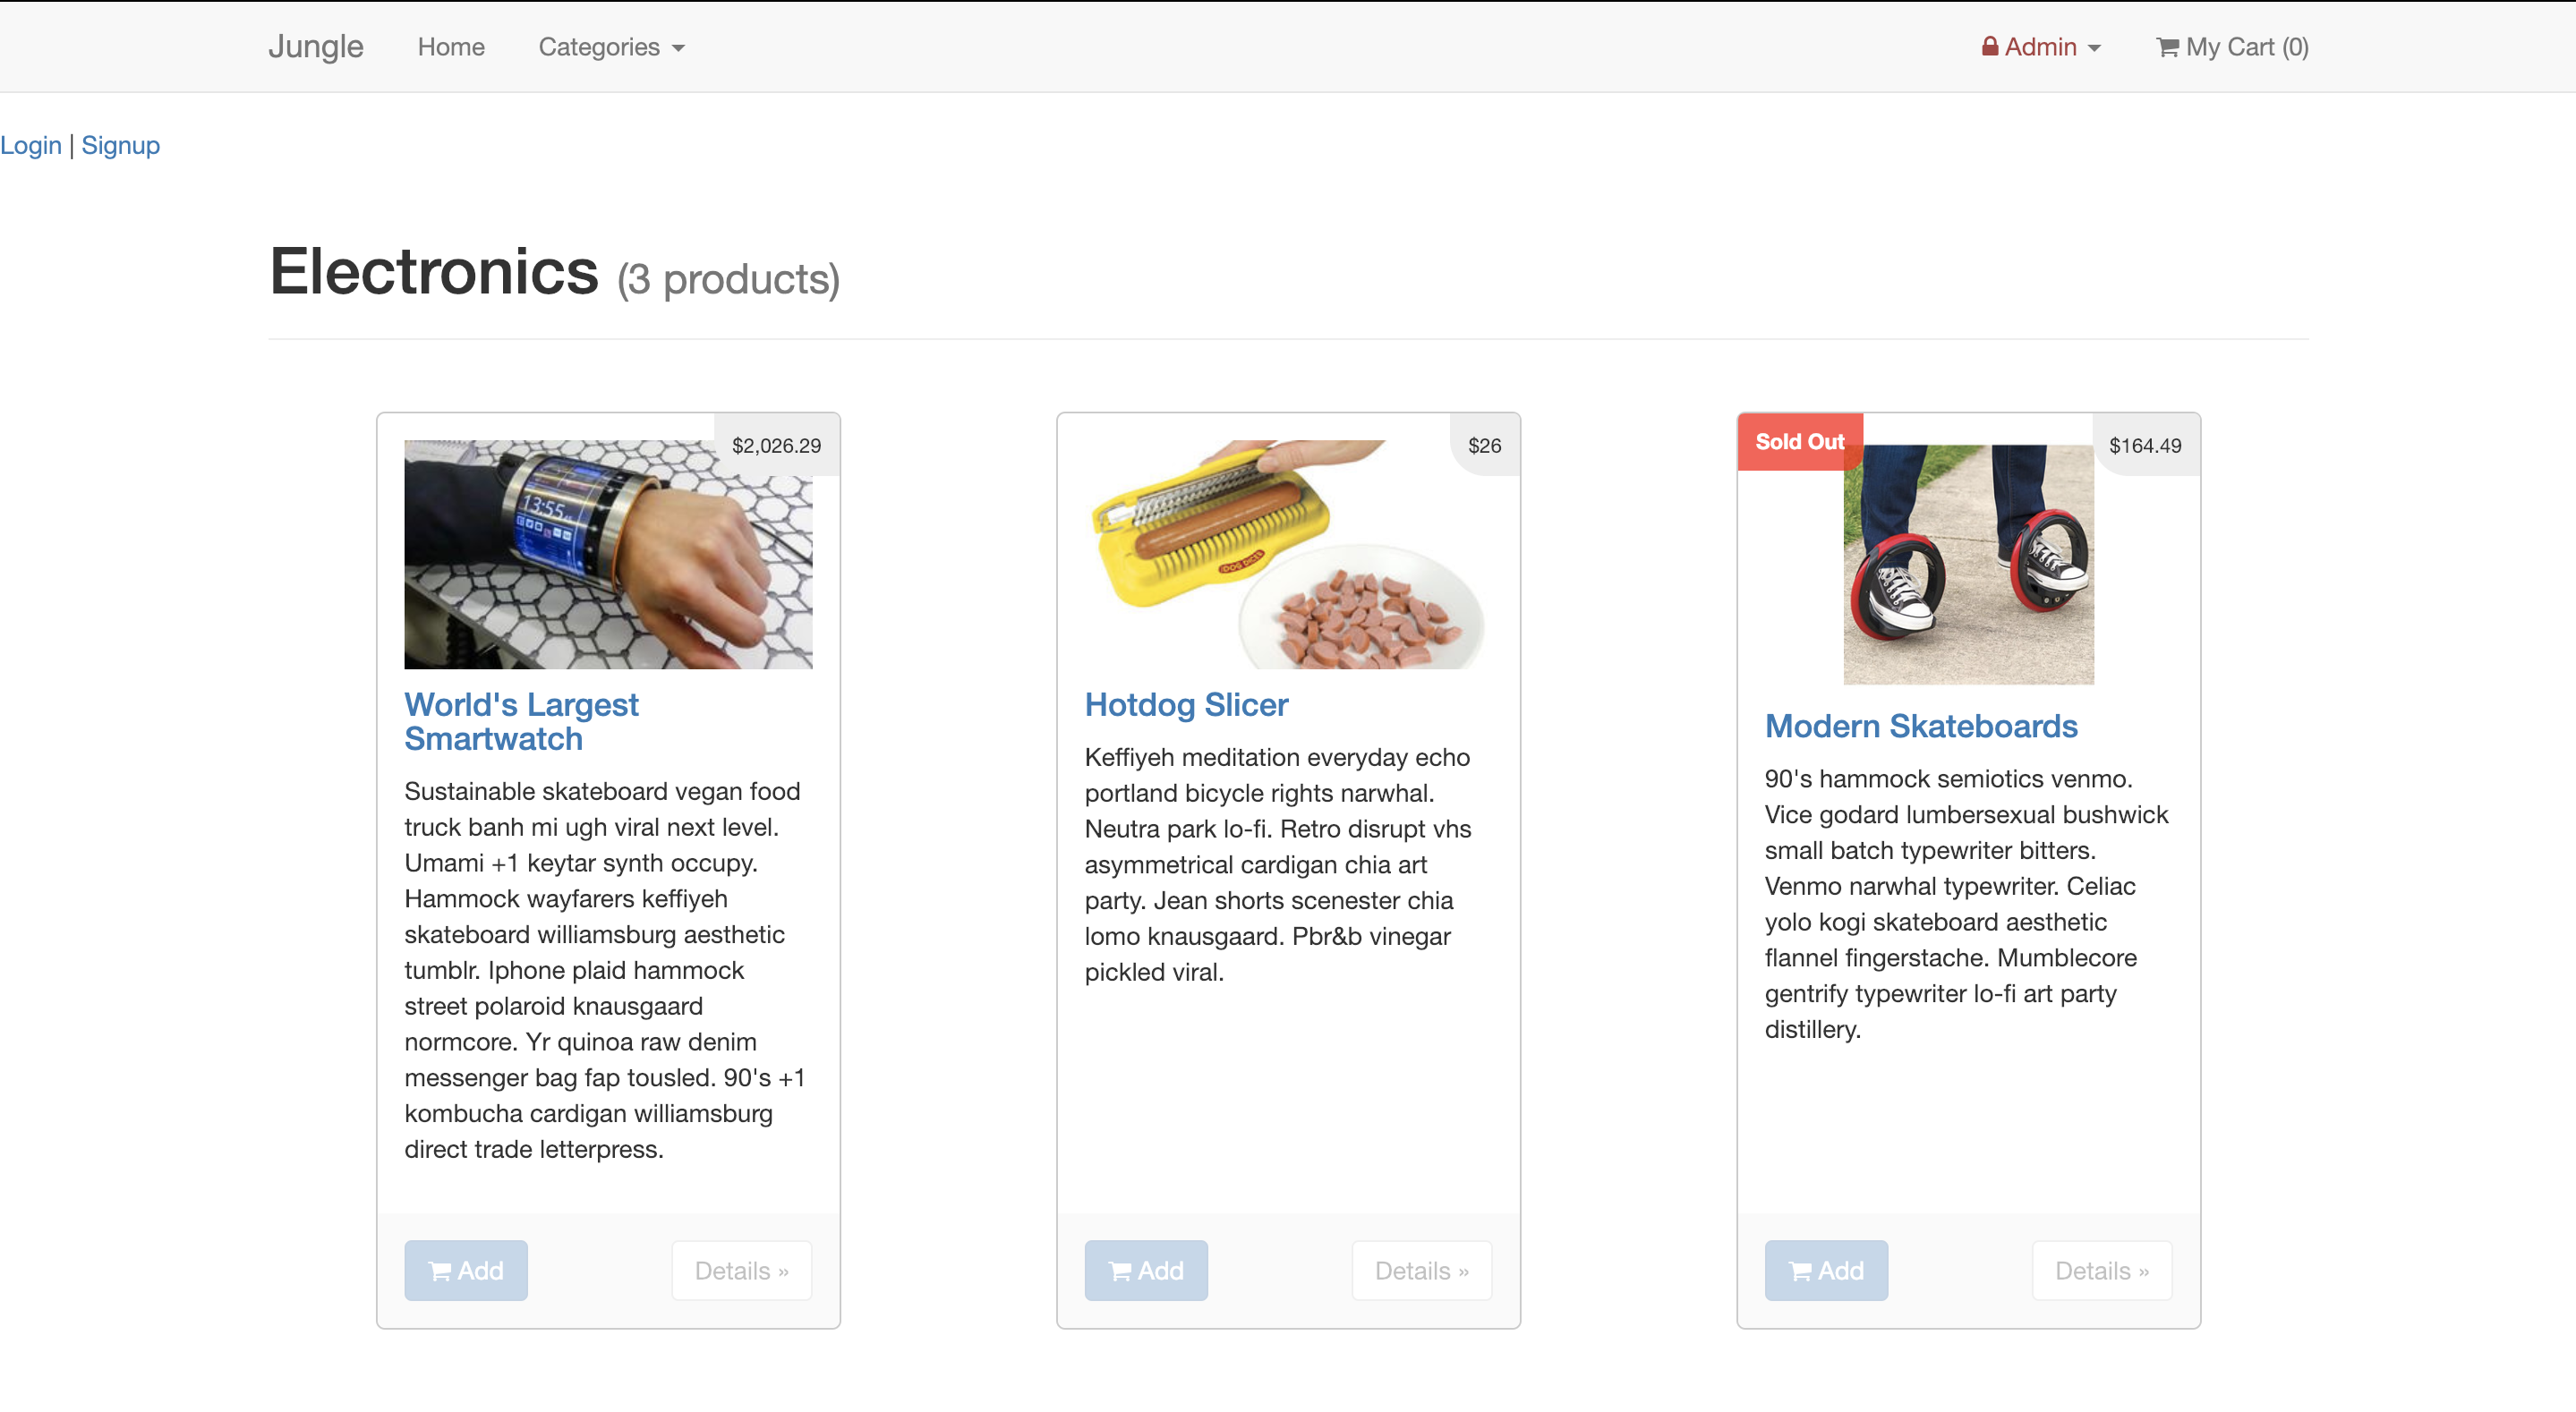 Jungle Home Categories Admin My Cart (0)
Login | Signup
Electronics (3 products)
$2,026.29
13:55
World's Largest
Smartwatch
Sustainable skateboard vegan food
truck banh mi ugh viral next level.
Umami +1 keytar synth occupy.
Hammock wayfarers keffiyeh
skateboard williamsburg aesthetic
tumblr. Iphone plaid hammock
street polaroid knausgaard
normcore. Yr quinoa raw denim
messenger bag fap tousled. 90's +1
kombucha cardigan williamsburg
direct trade letterpress.
Add Details »
$26
DOG DICER
Hotdog Slicer
Keffiyeh meditation everyday echo
portland bicycle rights narwhal.
Neutra park lo-fi. Retro disrupt vhs
asymmetrical cardigan chia art
party. Jean shorts scenester chia
lomo knausgaard. Pbr&b vinegar
pickled viral.
Add Details »
Sold Out $164.49
Modern Skateboards
90's hammock semiotics venmo.
Vice godard lumbersexual bushwick
small batch typewriter bitters.
Venmo narwhal typewriter. Celiac
yolo kogi skateboard aesthetic
flannel fingerstache. Mumblecore
gentrify typewriter lo-fi art party
distillery.
Add Details »